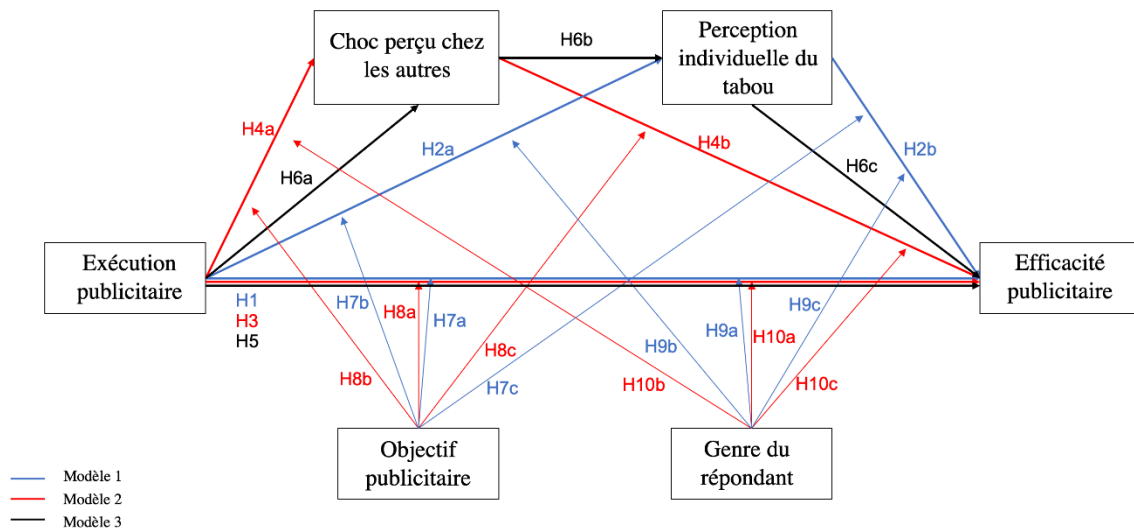 Choc perçu chez
les autres
H6b
Perception
individuelle du
tabou
H4a
H2a
H4b
H2b
H6a
H6c
Exécution
publicitaire
Efficacité
publicitaire
H1
H3
H5
H7b
H8a
H7a
H8c
H7c
H8b
H9b
H10b
H9a
H10a
H9c
H10c
Objectif
publicitaire
Genre du
répondant
Modèle 1
Modèle 2
Modèle 3